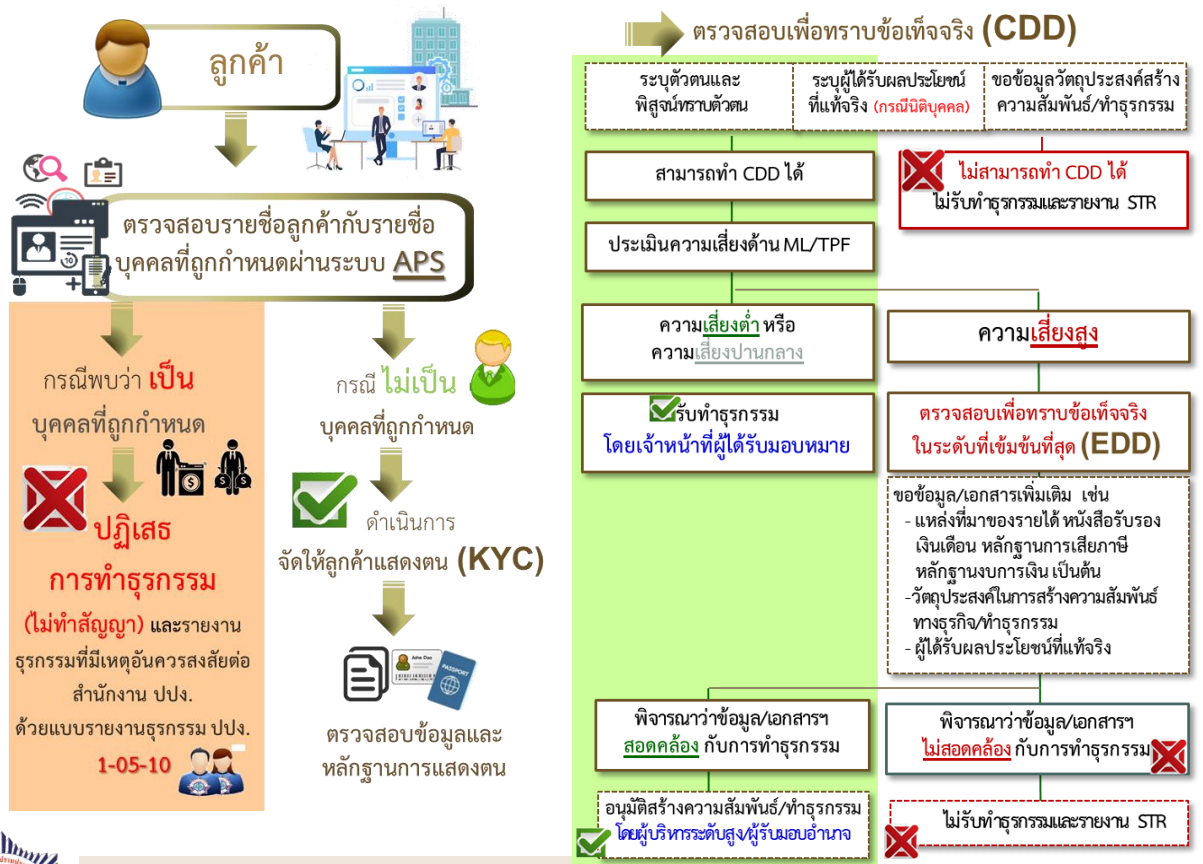 ลูกค้า
ตรวจสอบรายชื่อลูกค้ากับรายชื่อ
บุคคลที่ถูกกำหนดผ่านระบบ APS
กรณีพบว่า เป็น
บุคคลที่ถูกกำหนด
ปฏิเสธ
การทำธุรกรรม
(ไม่ทำสัญญา) และรายงาน
ธุรกรรมที่มีเหตุอันควรสงสัยต่อ
สำนักงาน ปปง.
ด้วยแบบรายงานธุรกรรม ปปง.
1-05-10
กรณี ไม่เป็น
บุคคลที่ถูกกำหนด
ดำเนินการ
จัดให้ลูกค้าแสดงตน (KYC)
John Doe
PASSPORT
ตรวจสอบข้อมูลและ
หลักฐานการแสดงตน
ตรวจสอบเพื่อทราบข้อเท็จจริง (CDD)
ระบุตัวตนและ
พิสูจน์ทราบตัวตน
ระบุผู้ได้รับผลประโยชน์
ที่แท้จริง (กรณีนิติบุคคล)
ขอข้อมูลวัตถุประสงค์สร้าง
ความสัมพันธ์/ทำธุรกรรม
สามารถทำ CDD ได้
ไม่สามารถทำ CDD ได้
ไม่รับทำธุรกรรมและรายงาน STR
ประเมินความเสี่ยงด้าน ML/TPF
ความเสี่ยงต่ำ หรือ
ความเสี่ยงปานกลาง
ความเสี่ยงสูง
รับทำธุรกรรม
โดยเจ้าหน้าที่ผู้ได้รับมอบหมาย
ตรวจสอบเพื่อทราบข้อเท็จจริง
ในระดับที่เข้มข้นที่สุด (EDD)
ขอข้อมูล/เอกสารเพิ่มเติม เช่น
- แหล่งที่มาของรายได้ หนังสือรับรอง
เงินเดือน หลักฐานการเสียภาษี
หลักฐานงบการเงิน เป็นต้น
-วัตถุประสงค์ในการสร้างความสัมพันธ์
ทางธุรกิจ/ทำธุรกรรม
- ผู้ได้รับผลประโยชน์ที่แท้จริง
พิจารณาว่าข้อมูล/เอกสารฯ
สอดคล้อง กับการทำธุรกรรม
พิจารณาว่าข้อมูล/เอกสารฯ
ไม่สอดคล้อง กับการทำธุรกรรม
อนุมัติสร้างความสัมพันธ์/ทำธุรกรรม
โดยผู้บริหารระดับสูง/ผู้รับมอบอำนาจ
ไม่รับทำธุรกรรมและรายงาน STR